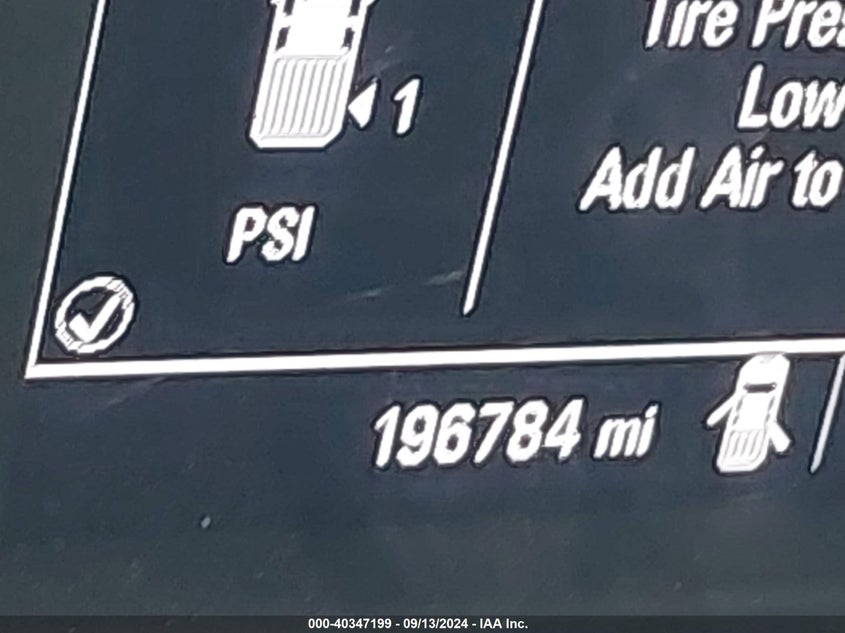 Tire Pres
Low
Add Air to
1
PSI
196784 mi
000-40347199 - 09/13/2024 - IAA Inc.